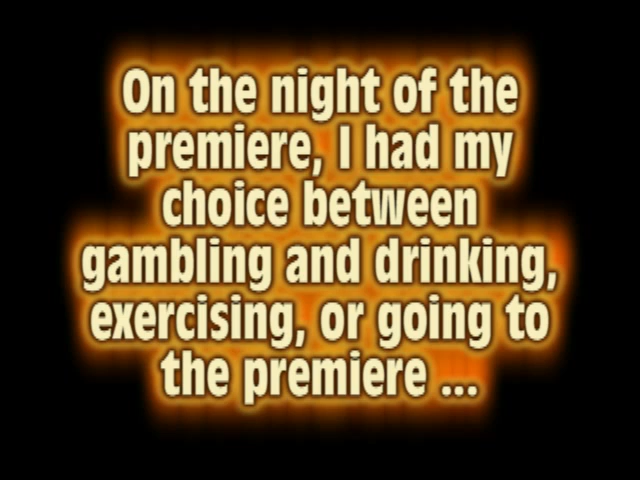 On the night of the
premiere, I had my
choice between
gambling and drinking,
exercising, or going to
the premiere ...